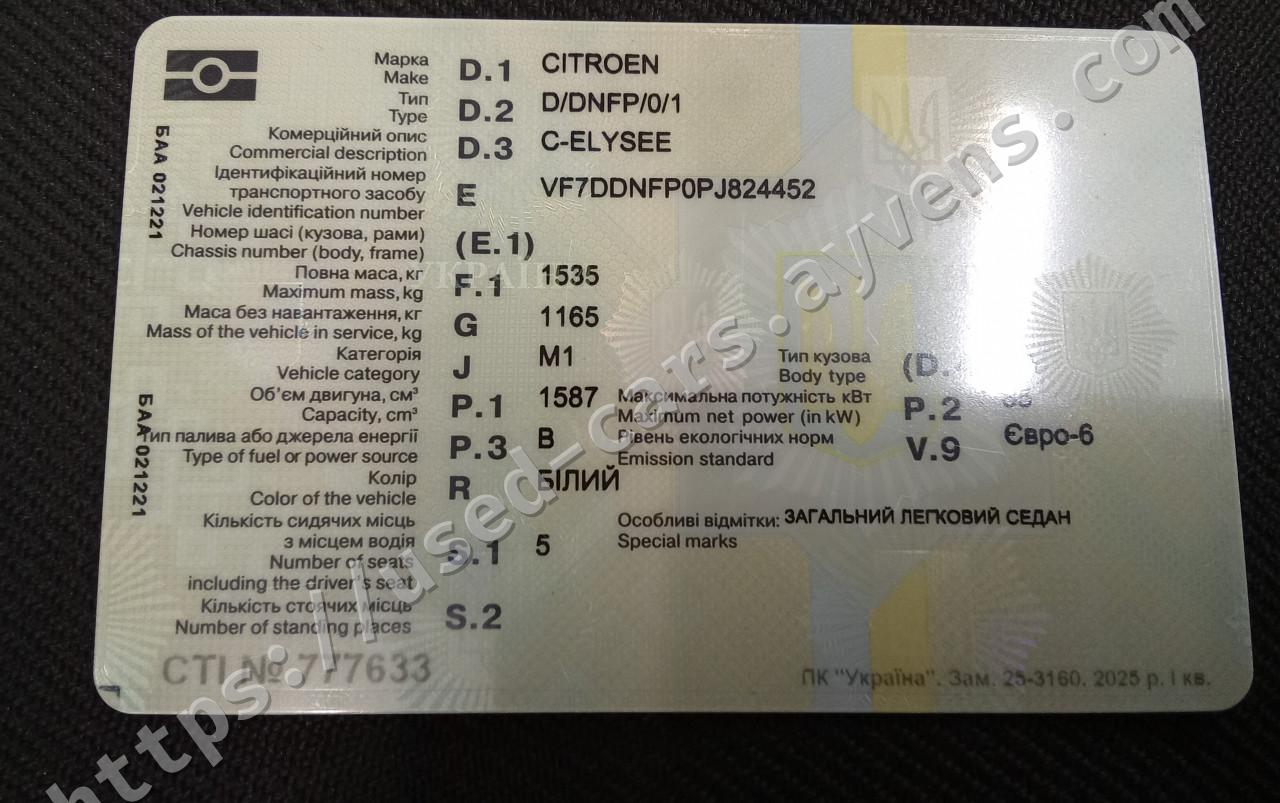 Марка D.1 CITROEN
Make
Тип D.2 D/DNFP/0/1
Type
Комерційний опис D.3 C-ELYSEE
Commercial description
Ідентифікаційний номер
транспортного засобу E VF7DDNFP0PJ824452
Vehicle identification number
Номер шасі (кузова, рами) (E.1)
Chassis number (body, frame)
Повна маса, кг F.1 1535
Maximum mass, kg
Маса без навантаження, кг G 1165
Mass of the vehicle in service, kg
Категорія J M1 Тип кузова (D.
Vehicle category Body type
Об'єм двигуна, см³ P.1 1587 Максимальна потужність кВт P.2
Capacity, cm³ Maximum net power (in kW)
Тип палива або джерела енергії P.3 B Рівень екологічних норм V.9 Євро-6
Type of fuel or power source Emission standard
Колір R БІЛИЙ
Color of the vehicle
Кількість сидячих місць Особливі відмітки: ЗАГАЛЬНИЙ ЛЕГКОВИЙ СЕДАН
з місцем водія S.1 5 Special marks
Number of seats
including the driver's seat
Кількість стоячих місць S.2
Number of standing places
СТІ № 777633
ПК "Україна". Зам. 25-3160. 2025 р. І кв.
БАА 021221
БАА 021221
https://used-cars.ayvens.com